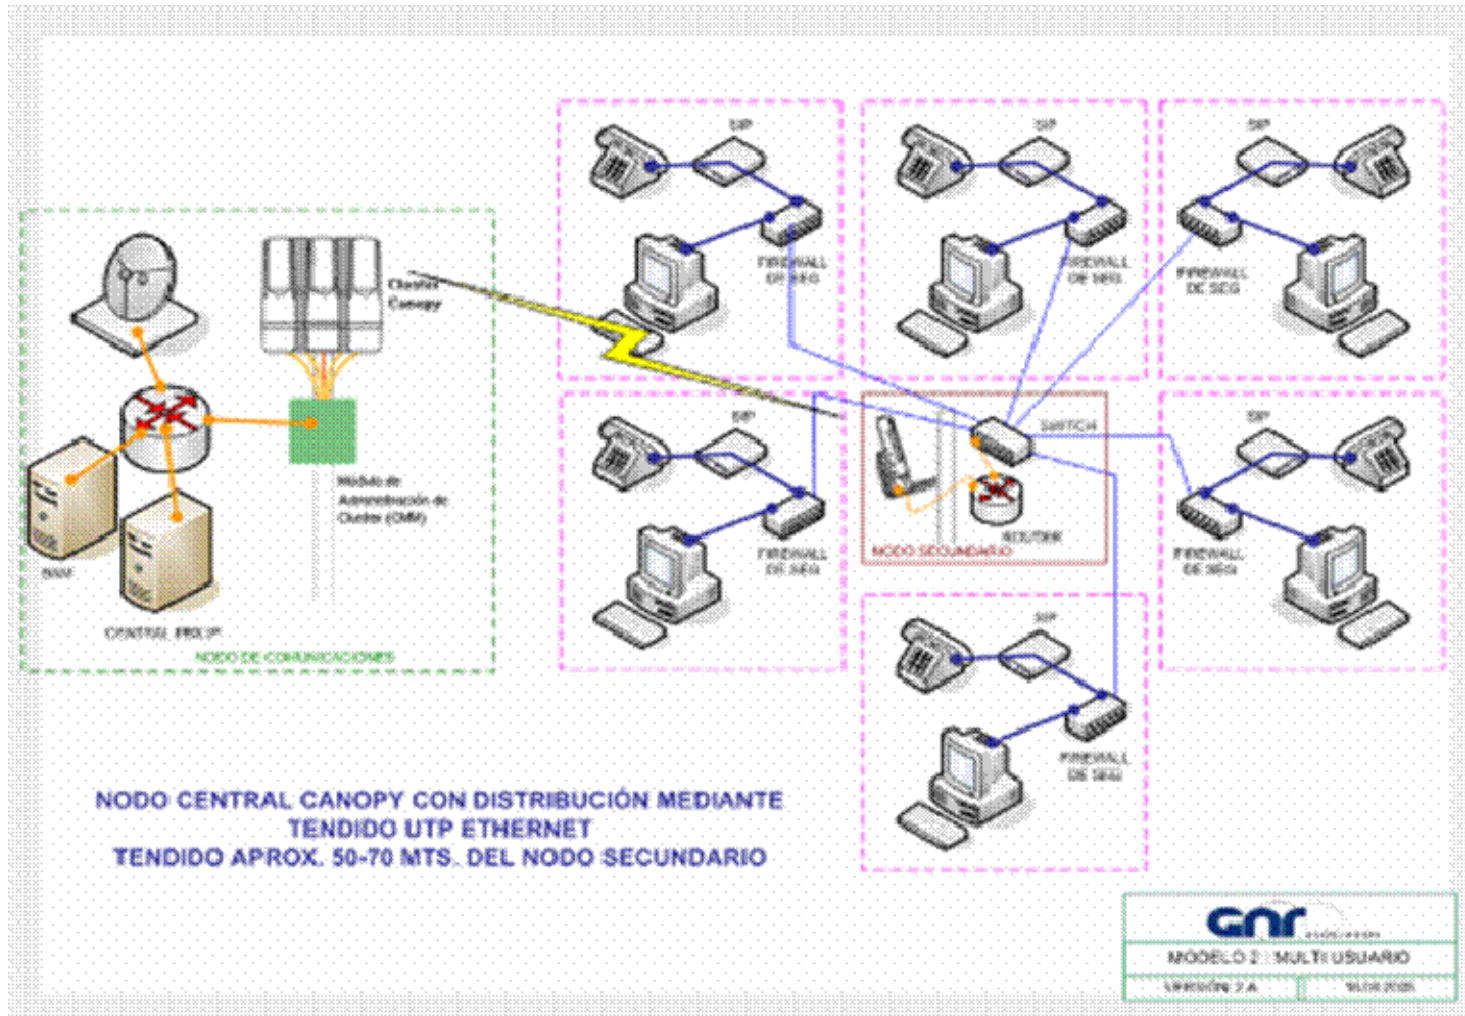 SIP
SIP
SIP
FIREWALL
DE SEG
FIREWALL
DE SEG
FIREWALL
DE SEG
Cluster
Canopy
Módulo de
Administración de
Cluster (CMM)
CENTRAL
NODO DE COMUNICACIONES
SIP
FIREWALL
DE SEG
SWITCH
ROUTER
NODO SECUNDARIO
SIP
FIREWALL
DE SEG
SIP
FIREWALL
DE SEG
NODO CENTRAL CANOPY CON DISTRIBUCIÓN MEDIANTE
TENDIDO UTP ETHERNET
TENDIDO APROX. 50-70 MTS. DEL NODO SECUNDARIO
GNR
MODELO 2 : MULTI USUARIO
VERSIÓN 2.A